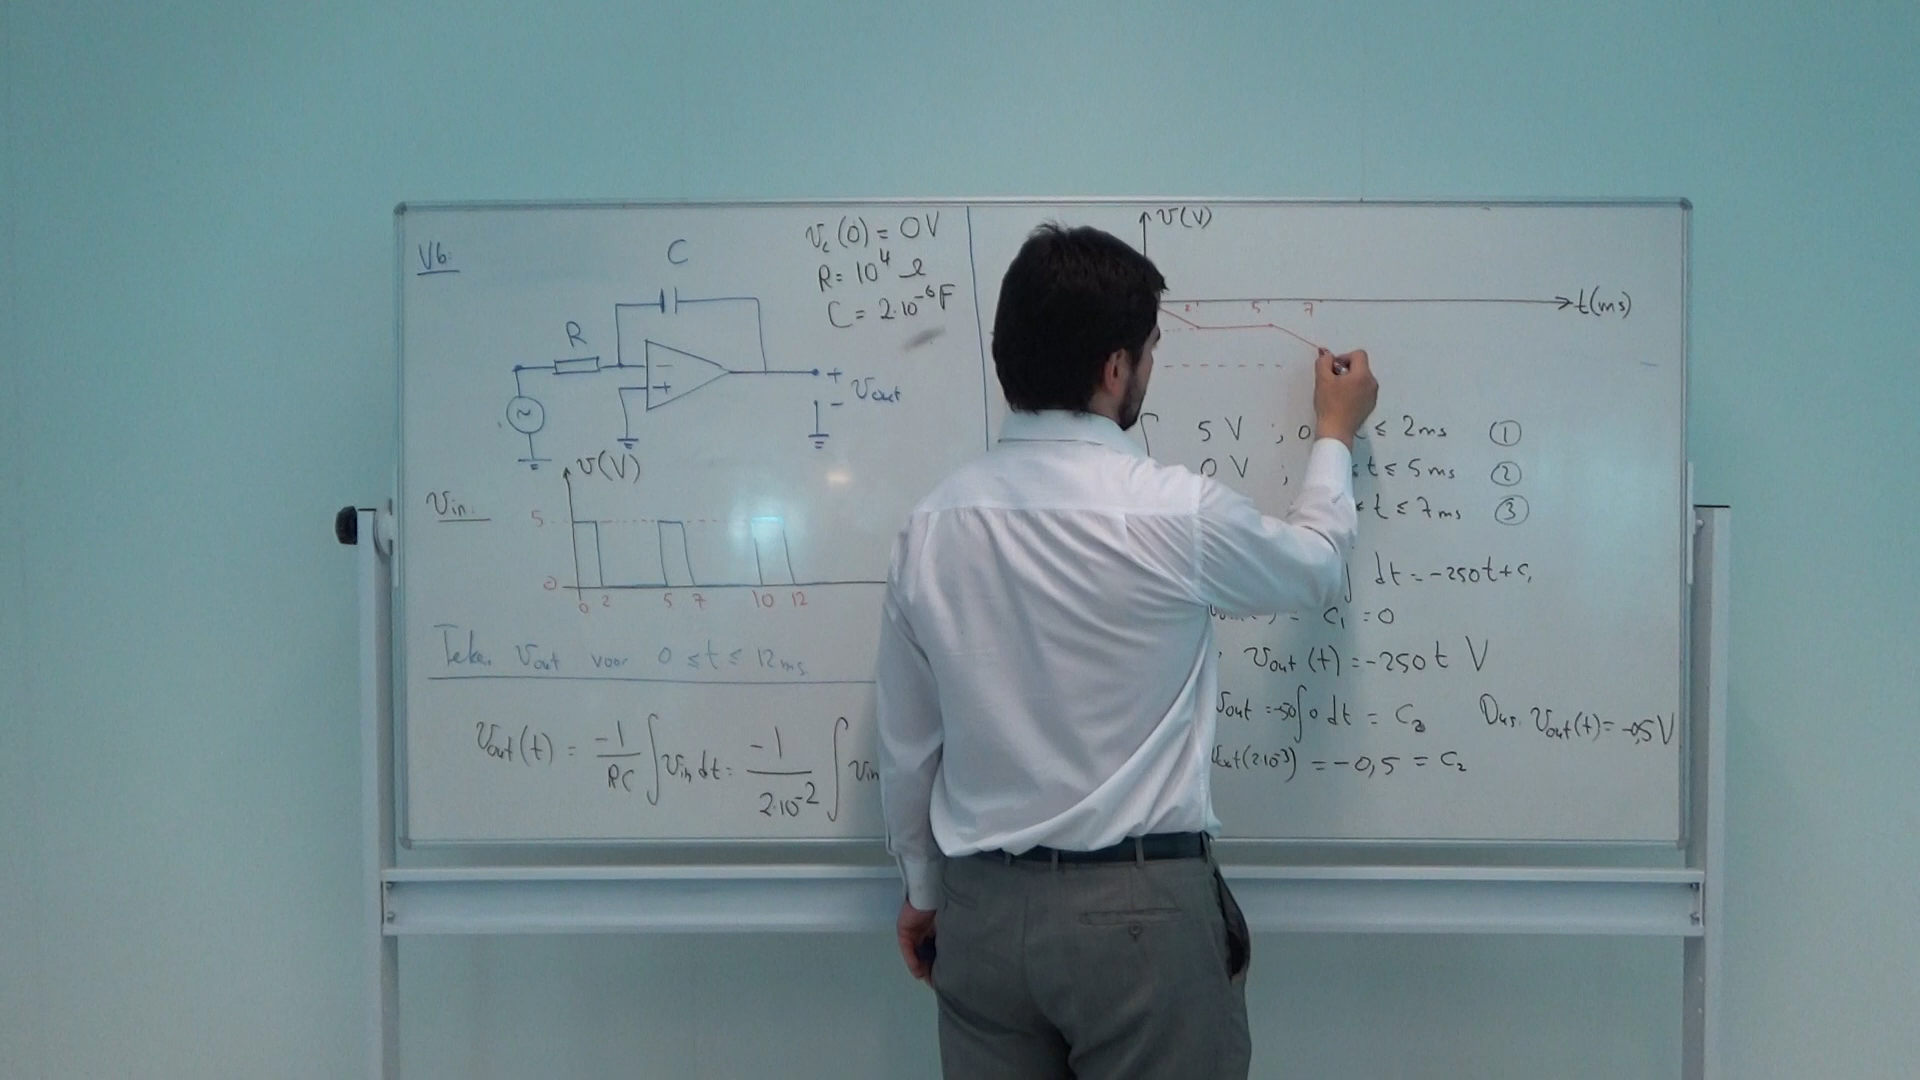 Vb:
C
R
−
+
+
−
Vout
Vc(0) = 0V
R = 10⁴ Ω
C = 2·10⁻⁶F
v(V)
Vin:
5
0
0 2 5 7 10 12
Teken Vout voor 0 ≤ t ≤ 12ms
Vout(t) = -1/RC ∫Vin dt = -1/2·10⁻² ∫ Vin
v(V)
2 5 7
t(ms)
5 V ; 0 ≤ 2ms ①
0 V ; t ≤ 5ms ②
t ≤ 7ms ③
∫ dt = -250t + C₁
C₁ = 0
Vout(t) = -250t V
Vout = -50∫0 dt = C₂
Dus: Vout(t) = -0,5V
Vout(2·10⁻³) = -0,5 = C₂